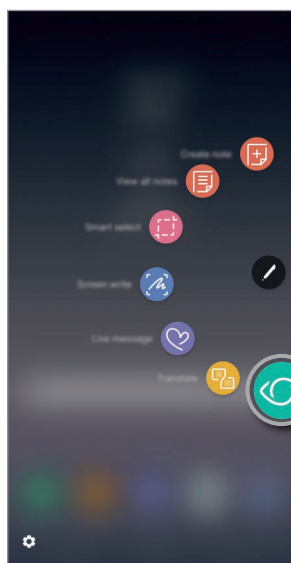 Create note
View all notes
Smart select
Screen write
Live message
Translate